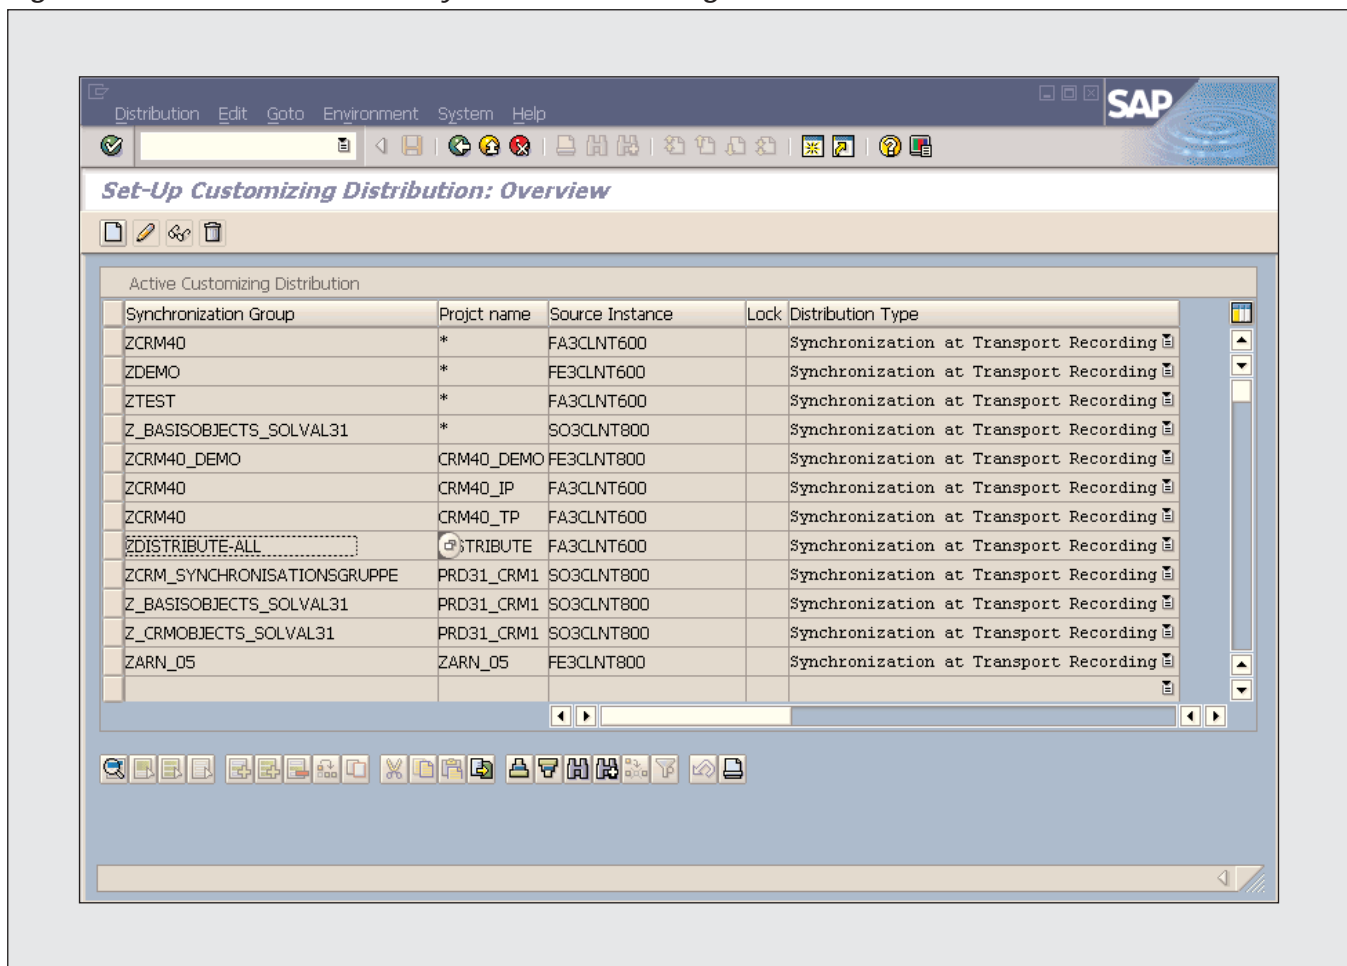 Distribution Edit Goto Environment System Help
SAP
Set-Up Customizing Distribution: Overview
Active Customizing Distribution
Synchronization Group Projct name Source Instance Lock Distribution Type
ZCRM40 * FA3CLNT600 Synchronization at Transport Recording
ZDEMO * FE3CLNT600 Synchronization at Transport Recording
ZTEST * FA3CLNT600 Synchronization at Transport Recording
Z_BASISOBJECTS_SOLVAL31 * SO3CLNT800 Synchronization at Transport Recording
ZCRM40_DEMO CRM40_DEMO FE3CLNT800 Synchronization at Transport Recording
ZCRM40 CRM40_IP FA3CLNT600 Synchronization at Transport Recording
ZCRM40 CRM40_TP FA3CLNT600 Synchronization at Transport Recording
ZDISTRIBUTE-ALL STRIBUTE FA3CLNT600 Synchronization at Transport Recording
ZCRM_SYNCHRONISATIONSGRUPPE PRD31_CRM1 SO3CLNT800 Synchronization at Transport Recording
Z_BASISOBJECTS_SOLVAL31 PRD31_CRM1 SO3CLNT800 Synchronization at Transport Recording
Z_CRMOBJECTS_SOLVAL31 PRD31_CRM1 SO3CLNT800 Synchronization at Transport Recording
ZARN_05 ZARN_05 FE3CLNT800 Synchronization at Transport Recording